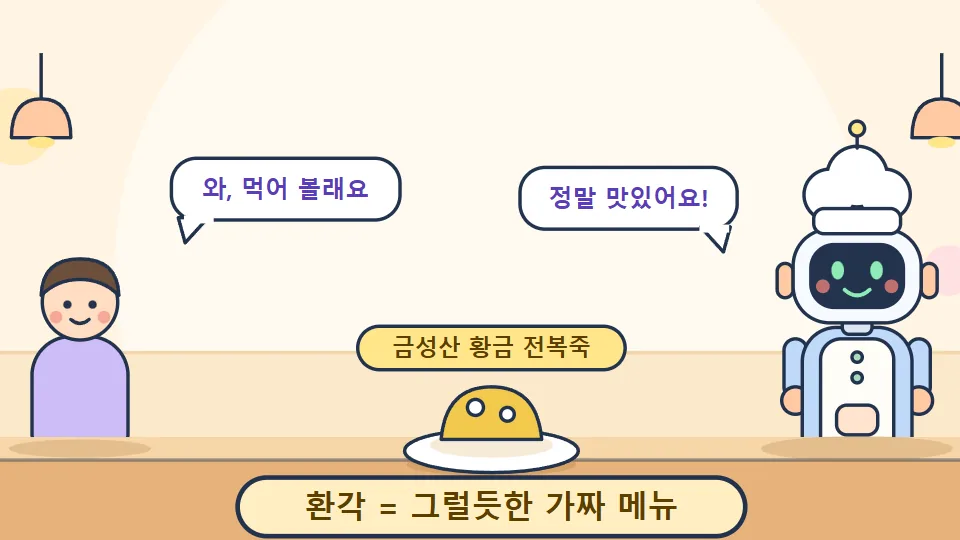 와, 먹어 볼래요
정말 맛있어요!
금성산 황금 전복죽
환각 = 그럴듯한 가짜 메뉴